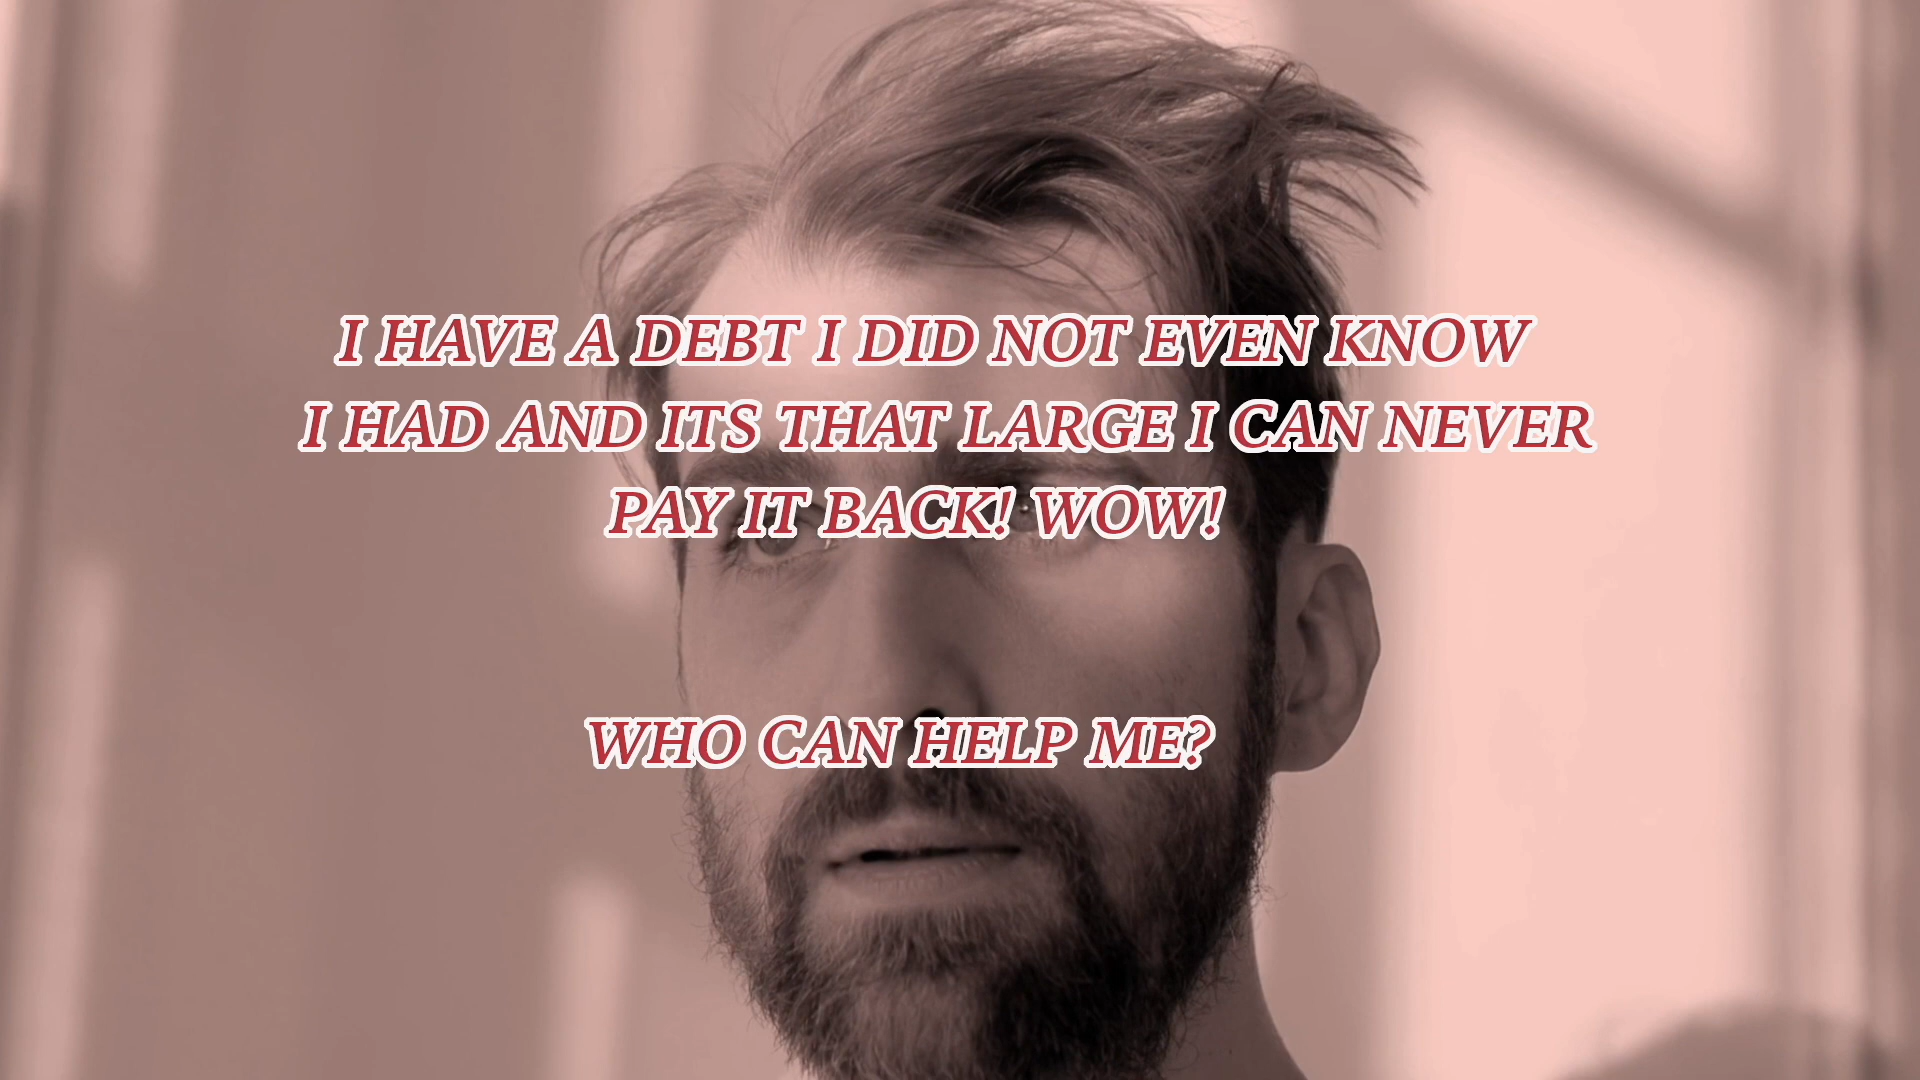 I HAVE A DEBT I DID NOT EVEN KNOW
I HAD AND ITS THAT LARGE I CAN NEVER
PAY IT BACK! WOW!
WHO CAN HELP ME?